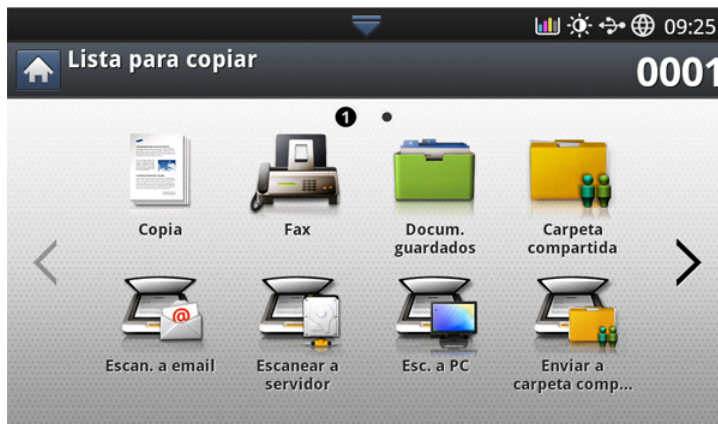 09:25
Lista para copiar
0001
1
Copia
Fax
Docum.
guardados
Carpeta
compartida
Escan. a email
Escanear a
servidor
Esc. a PC
Enviar a
carpeta comp...